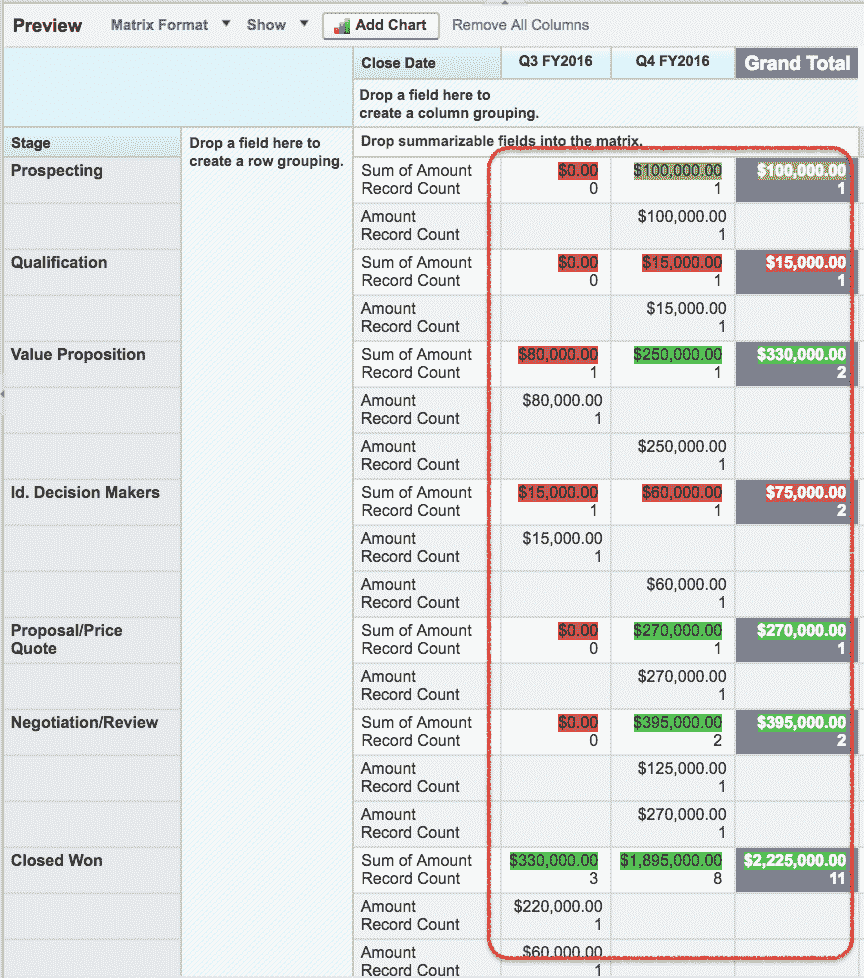 Preview Matrix Format Show Add Chart Remove All Columns
Close Date Q3 FY2016 Q4 FY2016 Grand Total
Drop a field here to
create a column grouping.
Stage Drop a field here to
create a row grouping. Drop summarizable fields into the matrix.
Prospecting Sum of Amount $0.00 $100,000.00 $100,000.00
Record Count 0 1 1
Amount $100,000.00
Record Count 1
Qualification Sum of Amount $0.00 $15,000.00 $15,000.00
Record Count 0 1 1
Amount $15,000.00
Record Count 1
Value Proposition Sum of Amount $80,000.00 $250,000.00 $330,000.00
Record Count 1 1 2
Amount $80,000.00
Record Count 1
Amount $250,000.00
Record Count 1
Id. Decision Makers Sum of Amount $15,000.00 $60,000.00 $75,000.00
Record Count 1 1 2
Amount $15,000.00
Record Count 1
Amount $60,000.00
Record Count 1
Proposal/Price Sum of Amount $0.00 $270,000.00 $270,000.00
Quote Record Count 0 1 1
Amount $270,000.00
Record Count 1
Negotiation/Review Sum of Amount $0.00 $395,000.00 $395,000.00
Record Count 0 2 2
Amount $125,000.00
Record Count 1
Amount $270,000.00
Record Count 1
Closed Won Sum of Amount $330,000.00 $1,895,000.00 $2,225,000.00
Record Count 3 8 11
Amount $220,000.00
Record Count 1
Amount $60,000.00
Record Count 1